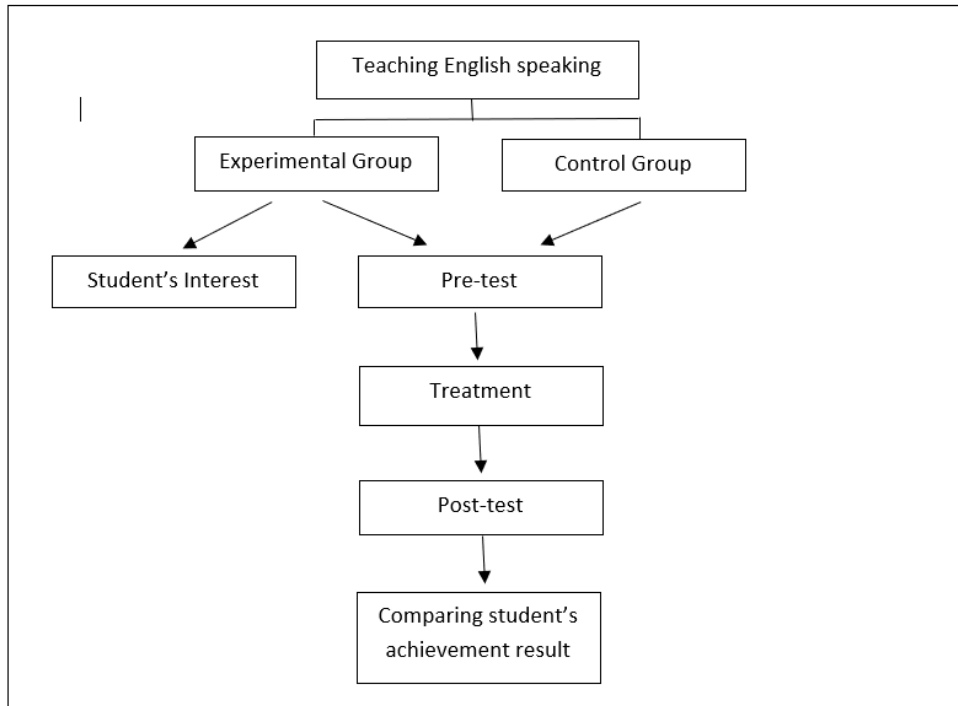 Teaching English speaking
Experimental Group
Control Group
Student’s Interest
Pre-test
Treatment
Post-test
Comparing student’s
achievement result